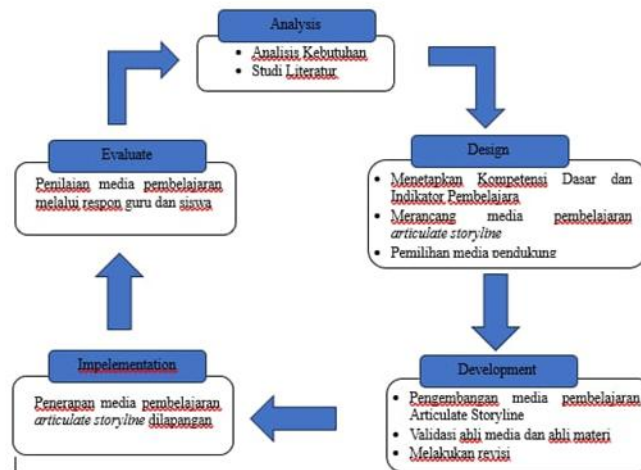 Analysis
• Analisis Kebutuhan
• Studi Literatur
Design
• Menetapkan Kompetensi Dasar dan
Indikator Pembelajara
• Merancang media pembelajaran
articulate storyline
• Pemilihan media pendukung
Development
• Pengembangan media pembelajaran
Articulate Storyline
• Validasi ahli media dan ahli materi
• Melakukan revisi
Impelementation
Penerapan media pembelajaran
articulate storyline dilapangan
Evaluate
Penilaian media pembelajaran
melalui respon guru dan siswa